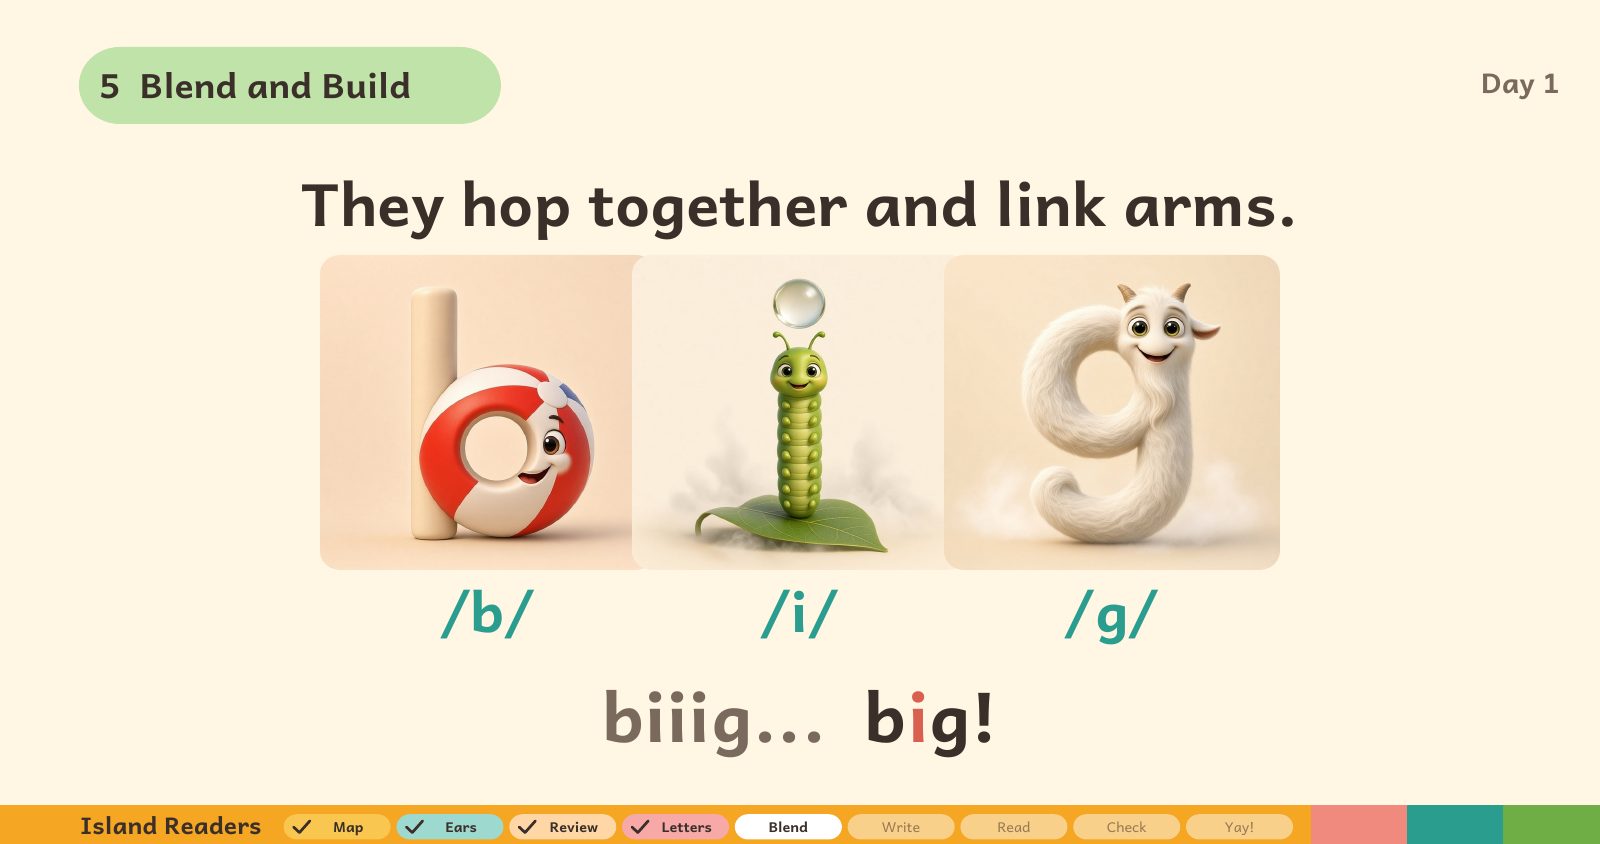 5 Blend and Build
Day 1
They hop together and link arms.
/b/ /i/ /g/
biiig... big!
Island Readers Map Ears Review Letters Blend Write Read Check Yay!